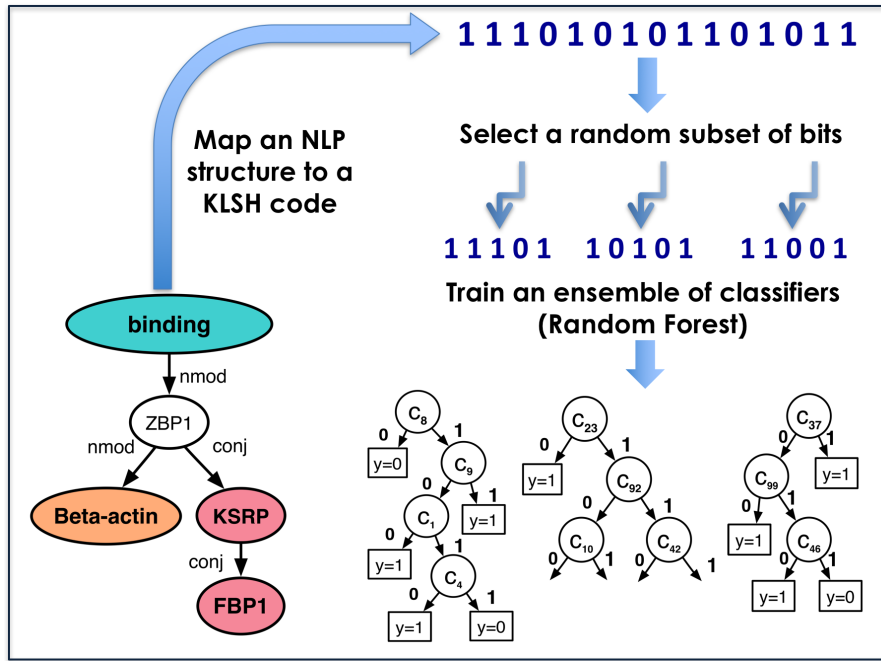 1 1 1 0 1 0 1 0 1 1 0 1 0 1 1
Map an NLP
structure to a
KLSH code
Select a random subset of bits
1 1 1 0 1
1 0 1 0 1
1 1 0 0 1
Train an ensemble of classifiers
(Random Forest)
binding
nmod
ZBP1
nmod
conj
Beta-actin
KSRP
conj
FBP1
C8
0
1
y=0
C9
0
1
C1
y=1
0
1
y=1
C4
0
1
y=1
y=0
C23
0
1
y=1
C92
0
1
C10
C42
0
1
0
1
C37
0
1
C99
y=1
0
1
y=1
C46
0
1
y=1
y=0